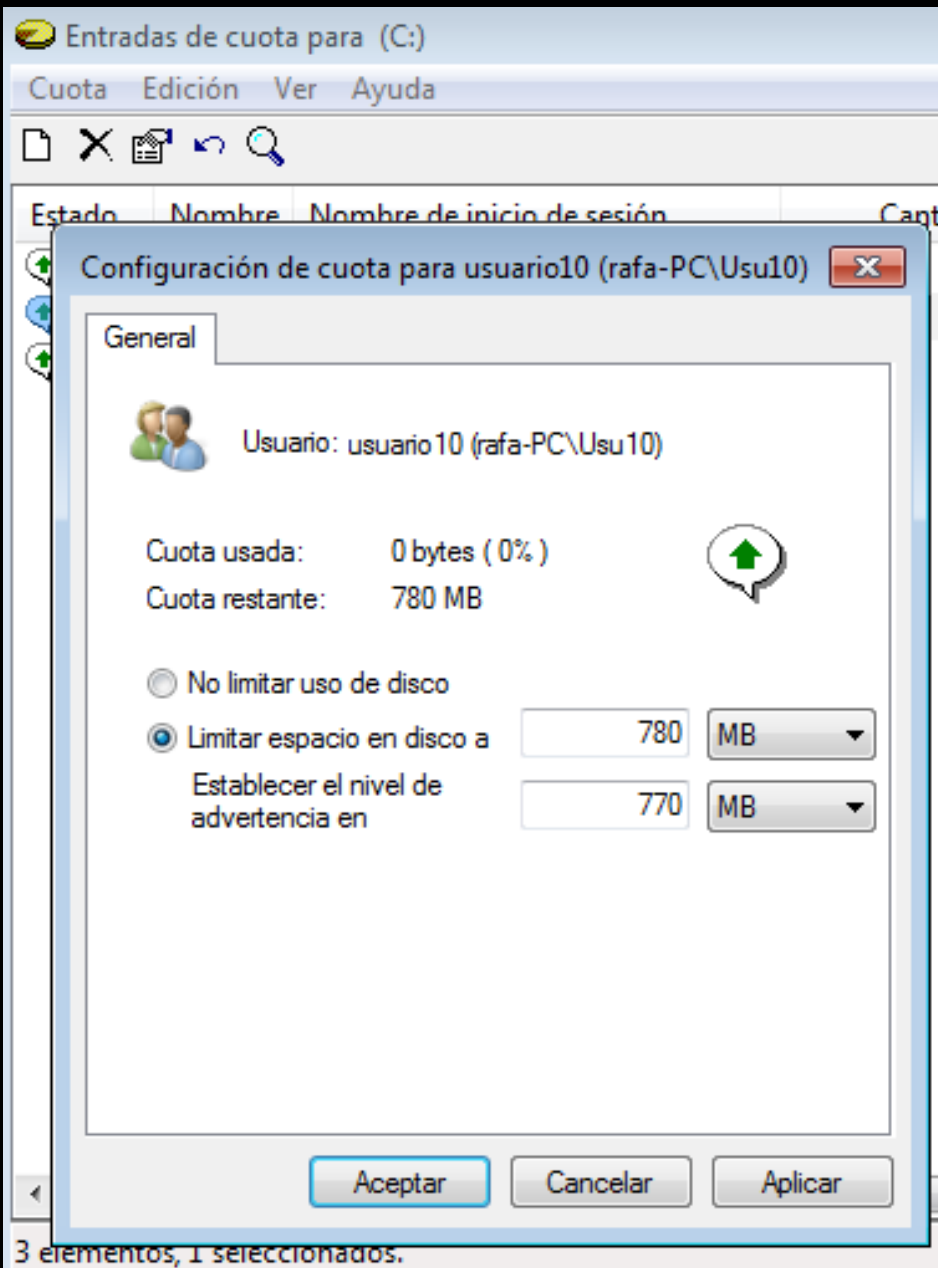 Entradas de cuota para (C:)
Cuota Edición Ver Ayuda
Estado Nombre Nombre de inicio de sesión Cant
Configuración de cuota para usuario10 (rafa-PC\Usu10)
General
Usuario: usuario10 (rafa-PC\Usu10)
Cuota usada: 0 bytes ( 0% )
Cuota restante: 780 MB
No limitar uso de disco
Limitar espacio en disco a 780 MB
Establecer el nivel de
advertencia en 770 MB
Aceptar Cancelar Aplicar
3 elementos, 1 seleccionados.